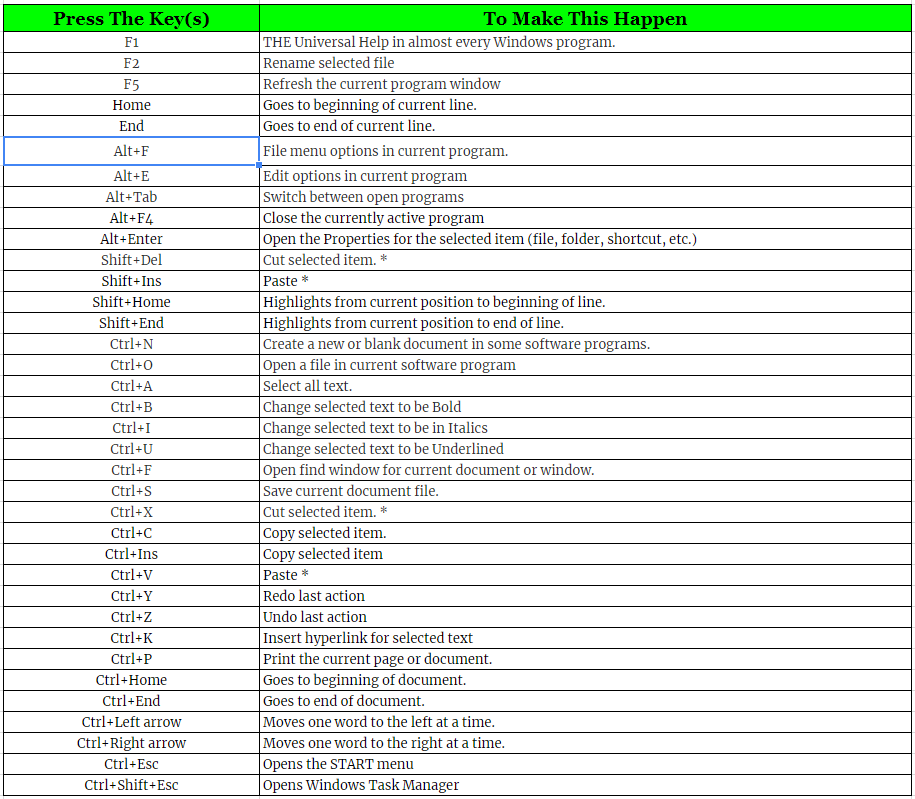 Press The Key(s) To Make This Happen
F1 THE Universal Help in almost every Windows program.
F2 Rename selected file
F5 Refresh the current program window
Home Goes to beginning of current line.
End Goes to end of current line.
Alt+F File menu options in current program.
Alt+E Edit options in current program
Alt+Tab Switch between open programs
Alt+F4 Close the currently active program
Alt+Enter Open the Properties for the selected item (file, folder, shortcut, etc.)
Shift+Del Cut selected item. *
Shift+Ins Paste *
Shift+Home Highlights from current position to beginning of line.
Shift+End Highlights from current position to end of line.
Ctrl+N Create a new or blank document in some software programs.
Ctrl+O Open a file in current software program
Ctrl+A Select all text.
Ctrl+B Change selected text to be Bold
Ctrl+I Change selected text to be in Italics
Ctrl+U Change selected text to be Underlined
Ctrl+F Open find window for current document or window.
Ctrl+S Save current document file.
Ctrl+X Cut selected item. *
Ctrl+C Copy selected item.
Ctrl+Ins Copy selected item
Ctrl+V Paste *
Ctrl+Y Redo last action
Ctrl+Z Undo last action
Ctrl+K Insert hyperlink for selected text
Ctrl+P Print the current page or document.
Ctrl+Home Goes to beginning of document.
Ctrl+End Goes to end of document.
Ctrl+Left arrow Moves one word to the left at a time.
Ctrl+Right arrow Moves one word to the right at a time.
Ctrl+Esc Opens the START menu
Ctrl+Shift+Esc Opens Windows Task Manager